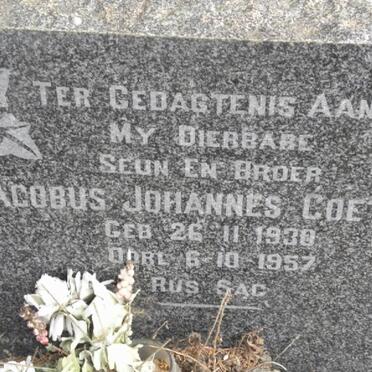 TER GEDAGTENIS AAN
MY DIERBARE
SEUN EN BROER
ACOBUS JOHANNES COET
GEB 26·11·1938
OORL 6-10-1957
RUS SAG